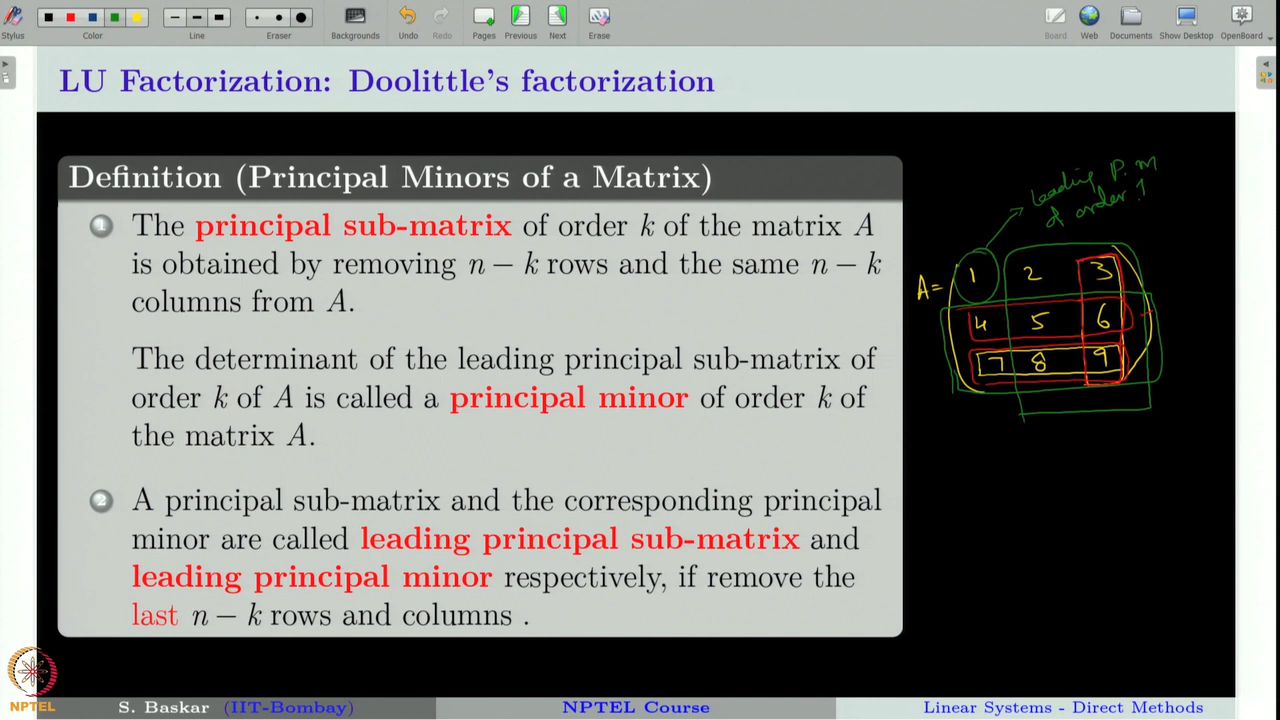 Stylus
Color
Line
Eraser
Backgrounds
Undo
Redo
Pages
Previous
Next
Erase
Board
Web
Documents
Show Desktop
OpenBoard
LU Factorization: Doolittle's factorization
Definition (Principal Minors of a Matrix)
1 The principal sub-matrix of order k of the matrix A
is obtained by removing n − k rows and the same n − k
columns from A.
The determinant of the leading principal sub-matrix of
order k of A is called a principal minor of order k of
the matrix A.
2 A principal sub-matrix and the corresponding principal
minor are called leading principal sub-matrix and
leading principal minor respectively, if remove the
last n − k rows and columns .
leading P.M
of order 1
A=
1 2 3
4 5 6
7 8 9
NPTEL
S. Baskar (IIT-Bombay)
NPTEL Course
Linear Systems - Direct Methods